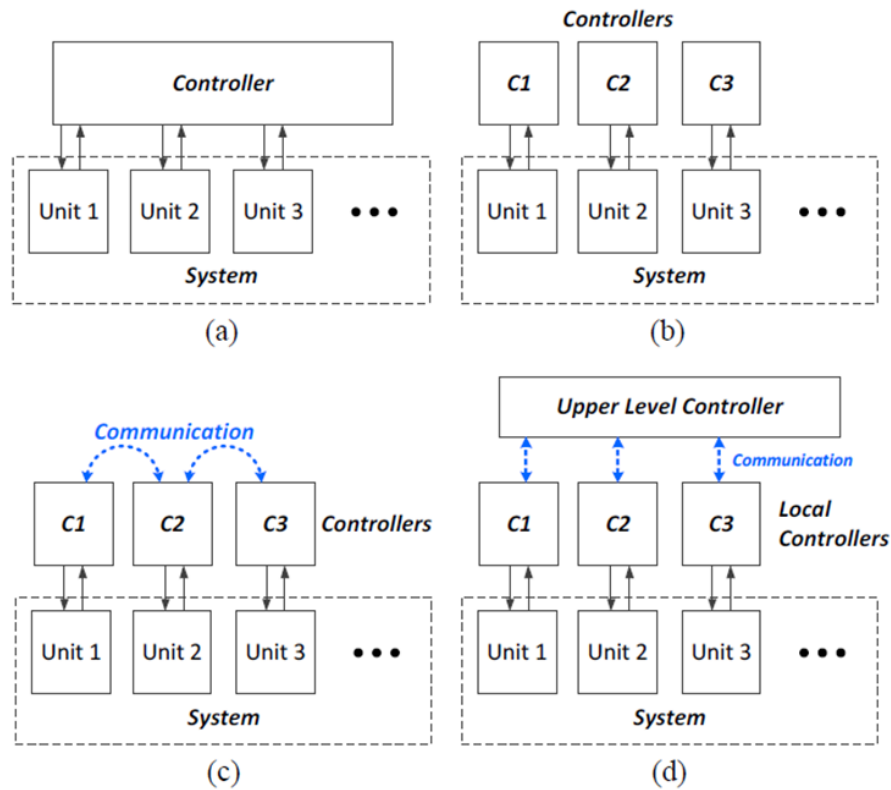 Controller
Unit 1 Unit 2 Unit 3
System
(a)
Controllers
C1 C2 C3
Unit 1 Unit 2 Unit 3
System
(b)
Communication
C1 C2 C3 Controllers
Unit 1 Unit 2 Unit 3
System
(c)
Upper Level Controller
Communication
C1 C2 C3
Local
Controllers
Unit 1 Unit 2 Unit 3
System
(d)